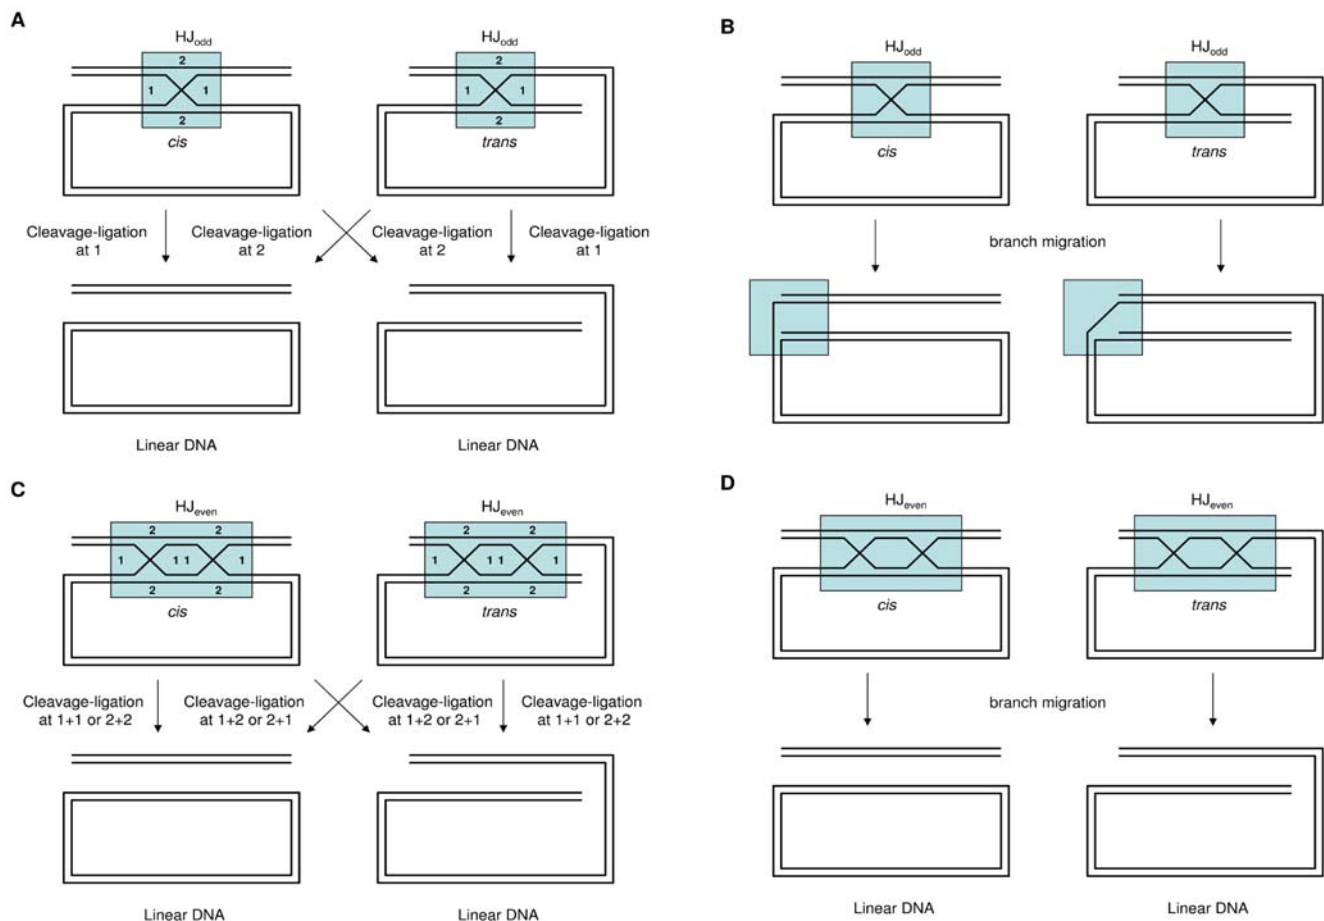 A
HJodd HJodd
2 2
1 1 1 1
2 2
cis trans
Cleavage-ligation at 1
Cleavage-ligation at 2
Cleavage-ligation at 2
Cleavage-ligation at 1
Linear DNA Linear DNA
B
HJodd HJodd
cis trans
branch migration
C
HJeven HJeven
2 2 2 2
1 1 1 1 1 1 1 1
2 2 2 2
cis trans
Cleavage-ligation at 1+1 or 2+2
Cleavage-ligation at 1+2 or 2+1
Cleavage-ligation at 1+2 or 2+1
Cleavage-ligation at 1+1 or 2+2
Linear DNA Linear DNA
D
HJeven HJeven
cis trans
branch migration
Linear DNA Linear DNA